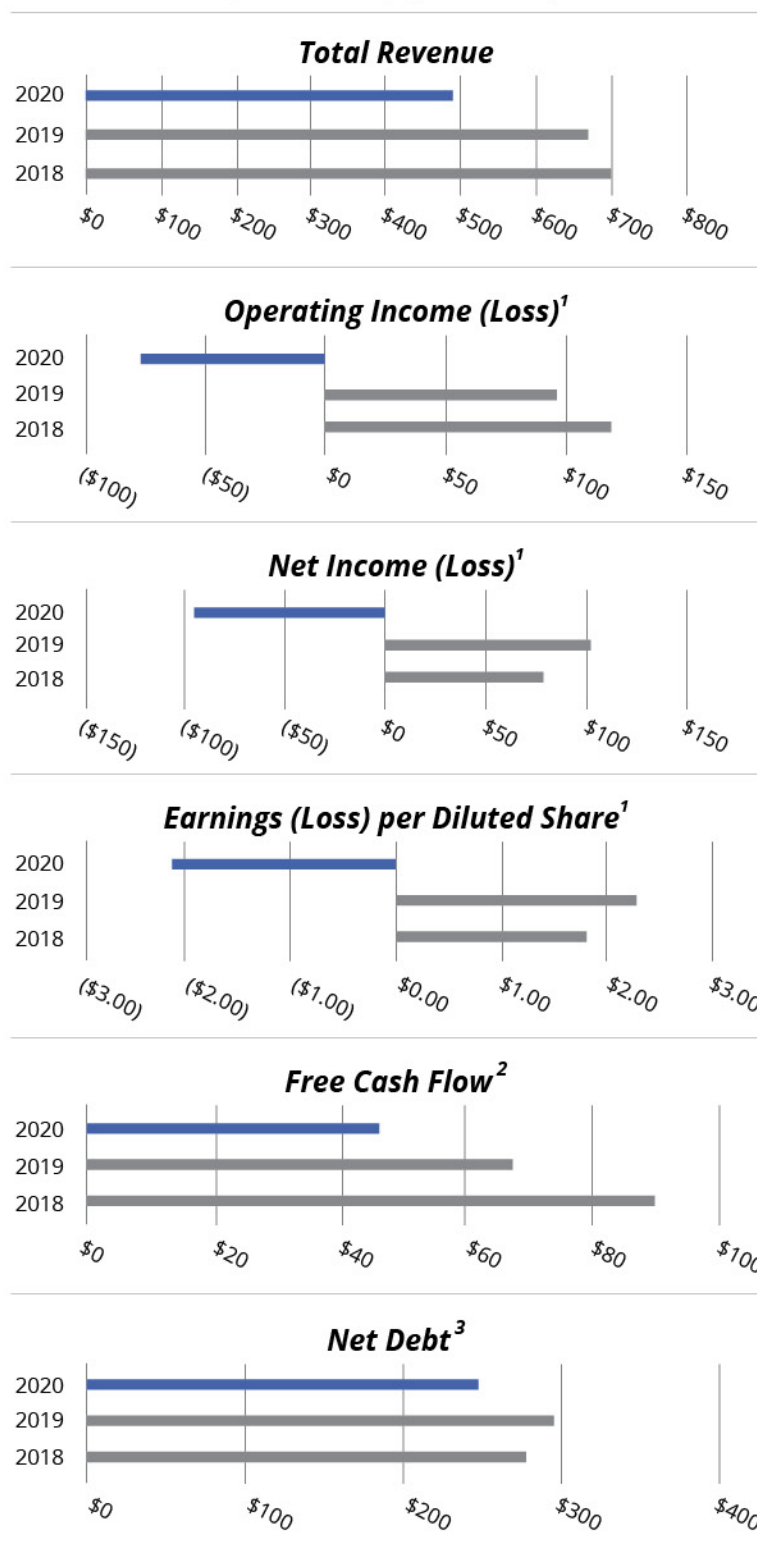 Total Revenue
2020
2019
2018
$0 $100 $200 $300 $400 $500 $600 $700 $800
Operating Income (Loss)¹
2020
2019
2018
($100) ($50) $0 $50 $100 $150
Net Income (Loss)¹
2020
2019
2018
($150) ($100) ($50) $0 $50 $100 $150
Earnings (Loss) per Diluted Share¹
2020
2019
2018
($3.00) ($2.00) ($1.00) $0.00 $1.00 $2.00 $3.00
Free Cash Flow²
2020
2019
2018
$0 $20 $40 $60 $80 $100
Net Debt³
2020
2019
2018
$0 $100 $200 $300 $400